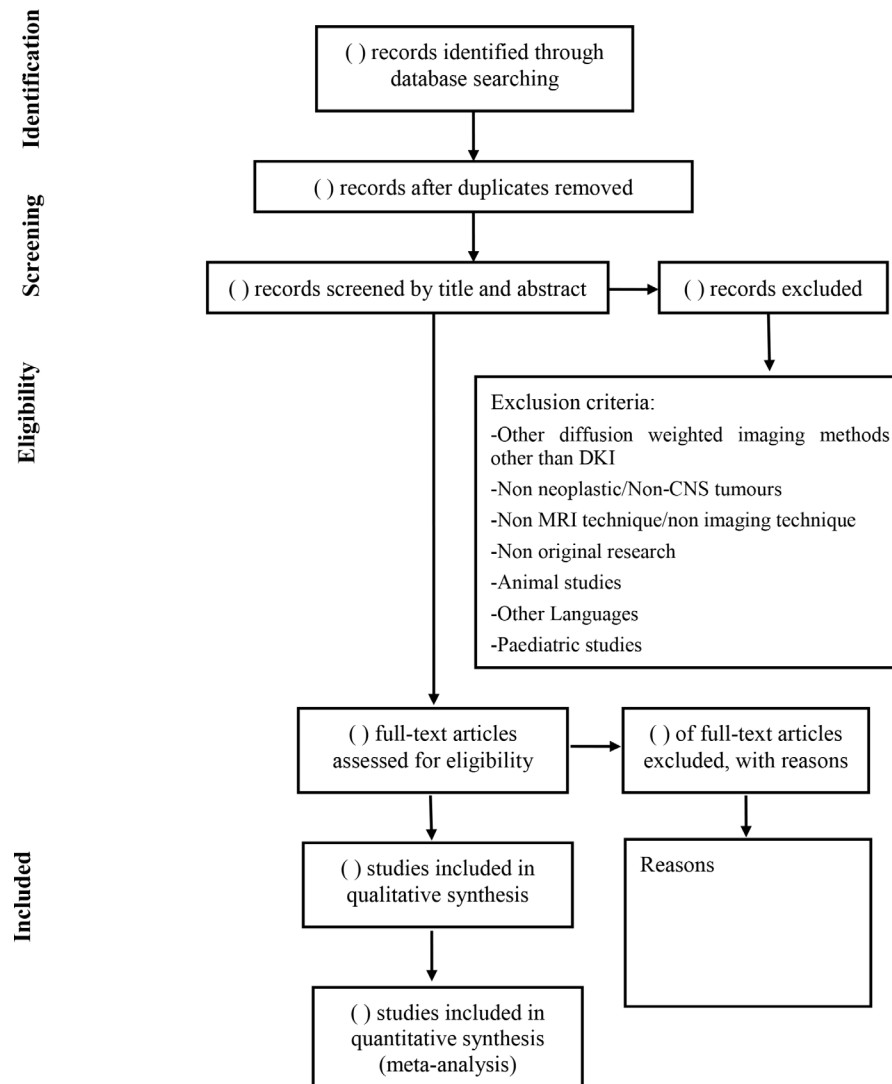 Identification
( ) records identified through
database searching
( ) records after duplicates removed
Screening
( ) records screened by title and abstract
( ) records excluded
Eligibility
Exclusion criteria:
-Other diffusion weighted imaging methods
other than DKI
-Non neoplastic/Non-CNS tumours
-Non MRI technique/non imaging technique
-Non original research
-Animal studies
-Other Languages
-Paediatric studies
( ) full-text articles
assessed for eligibility
( ) of full-text articles
excluded, with reasons
Included
( ) studies included in
qualitative synthesis
Reasons
( ) studies included in
quantitative synthesis
(meta-analysis)